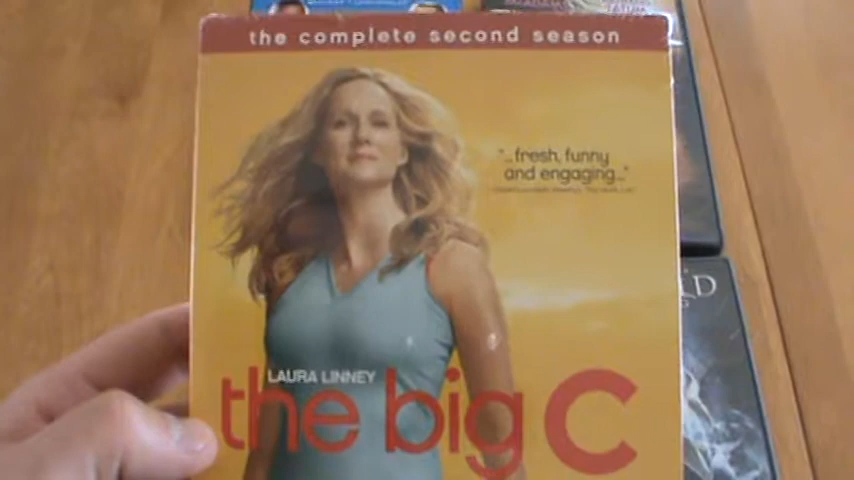 the complete second season
"...fresh, funny
and engaging..."
LAURA LINNEY
the big C